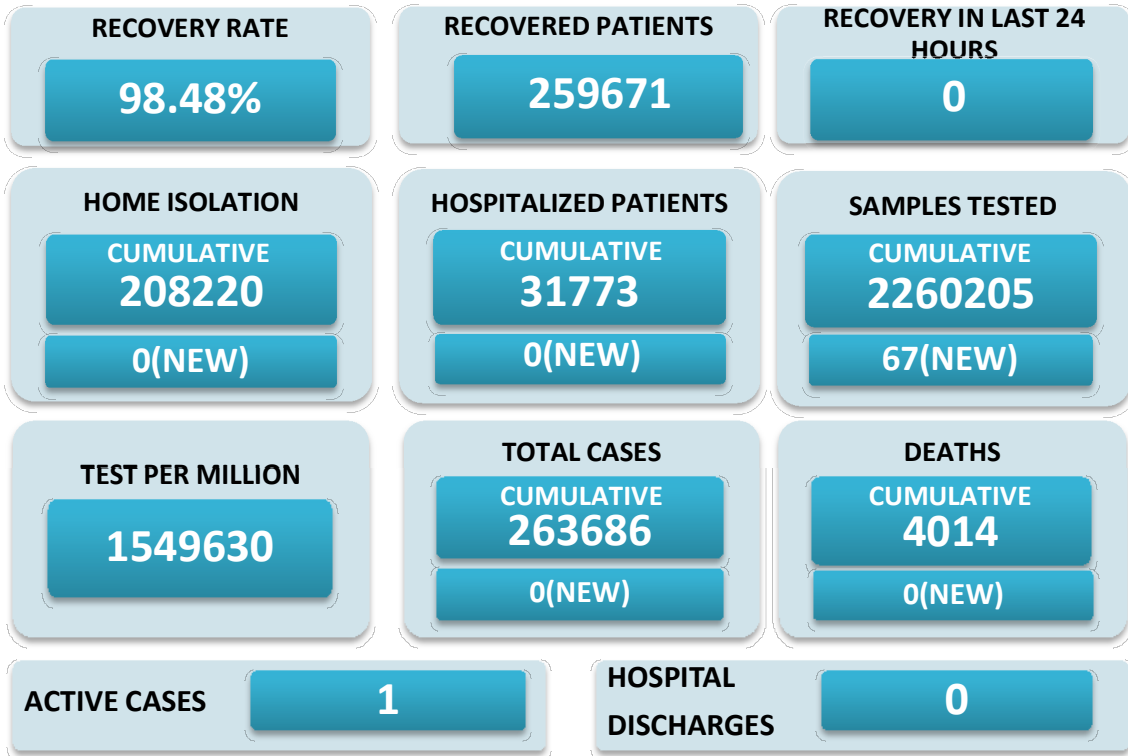 RECOVERY RATE
98.48%
RECOVERED PATIENTS
259671
RECOVERY IN LAST 24
HOURS
0
HOME ISOLATION
CUMULATIVE
208220
0(NEW)
HOSPITALIZED PATIENTS
CUMULATIVE
31773
0(NEW)
SAMPLES TESTED
CUMULATIVE
2260205
67(NEW)
TEST PER MILLION
1549630
TOTAL CASES
CUMULATIVE
263686
0(NEW)
DEATHS
CUMULATIVE
4014
0(NEW)
ACTIVE CASES
1
HOSPITAL
DISCHARGES
0